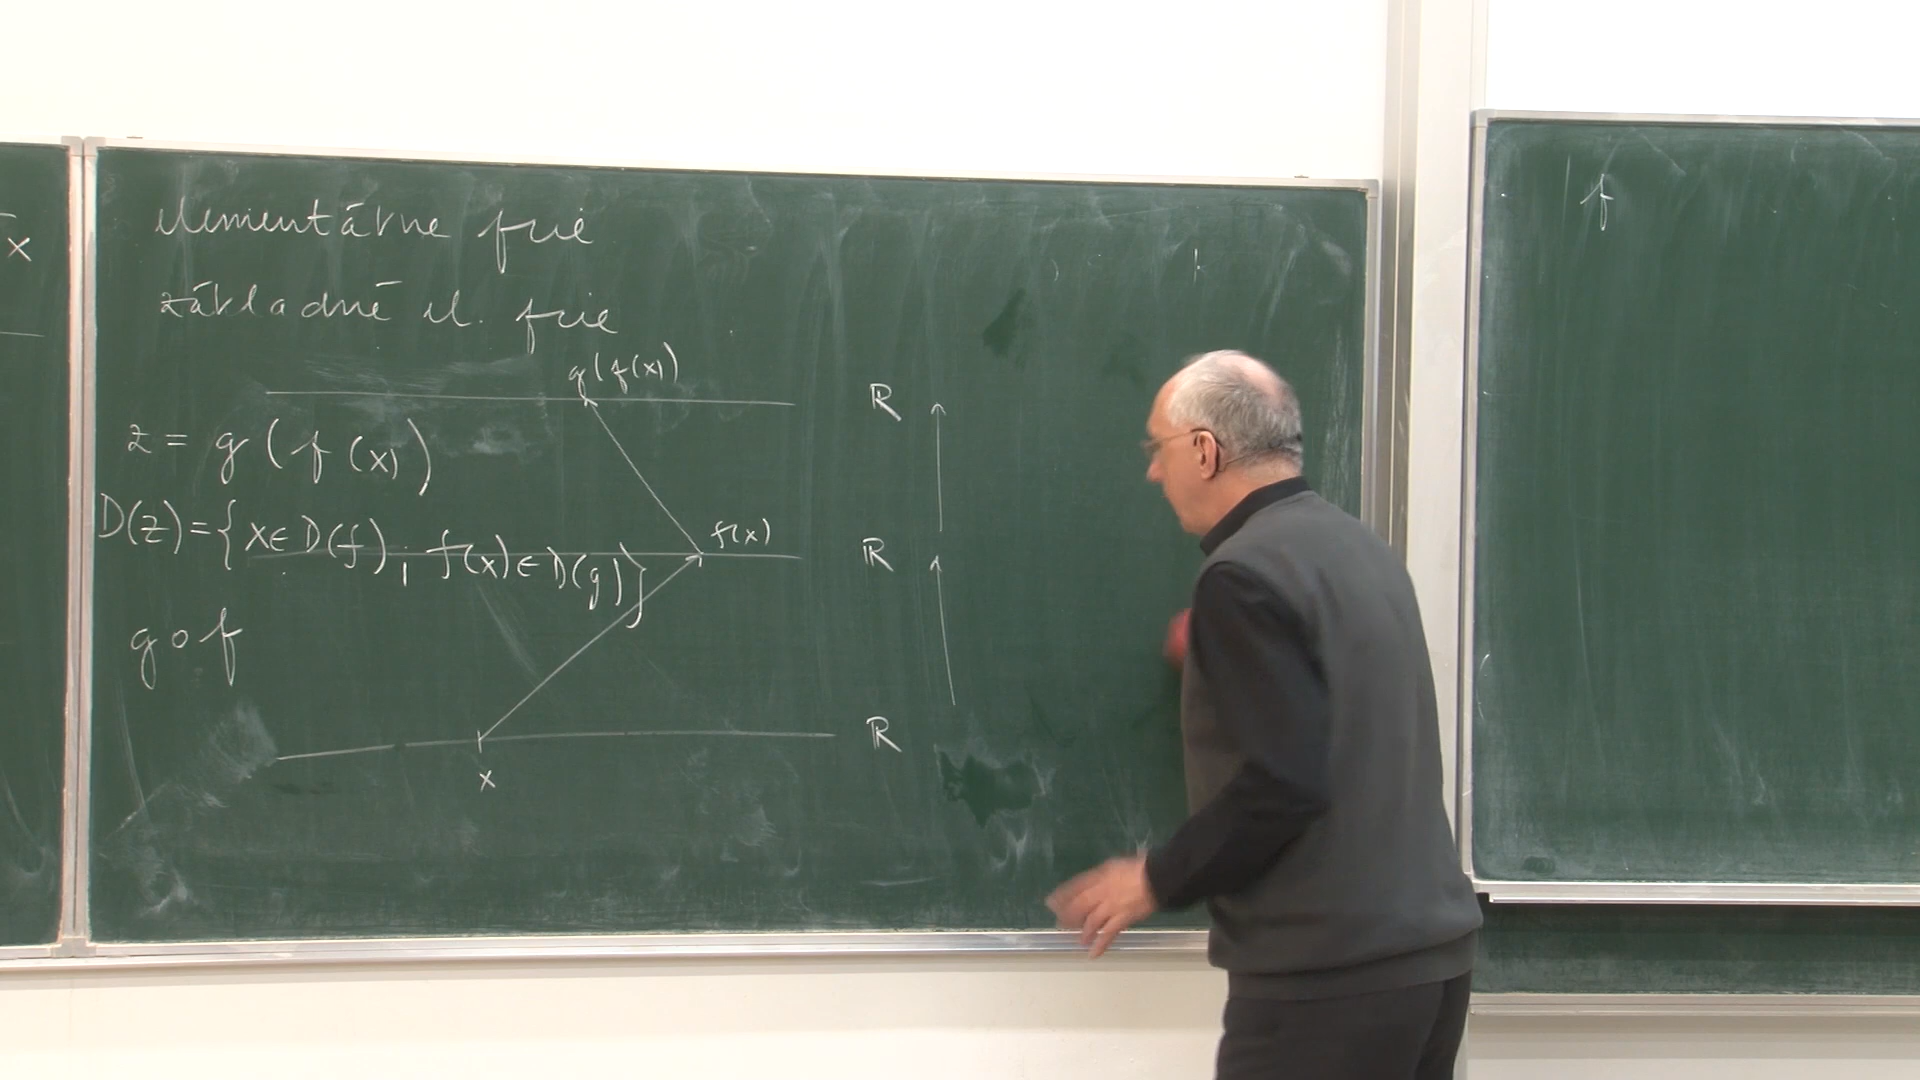 x
elementárne fcie
základné el. fcie
g(f(x))
ℝ
z = g(f(x))
D(z)={x∈D(f); f(x)∈D(g)}
f(x)
ℝ
g∘f
ℝ
x
f